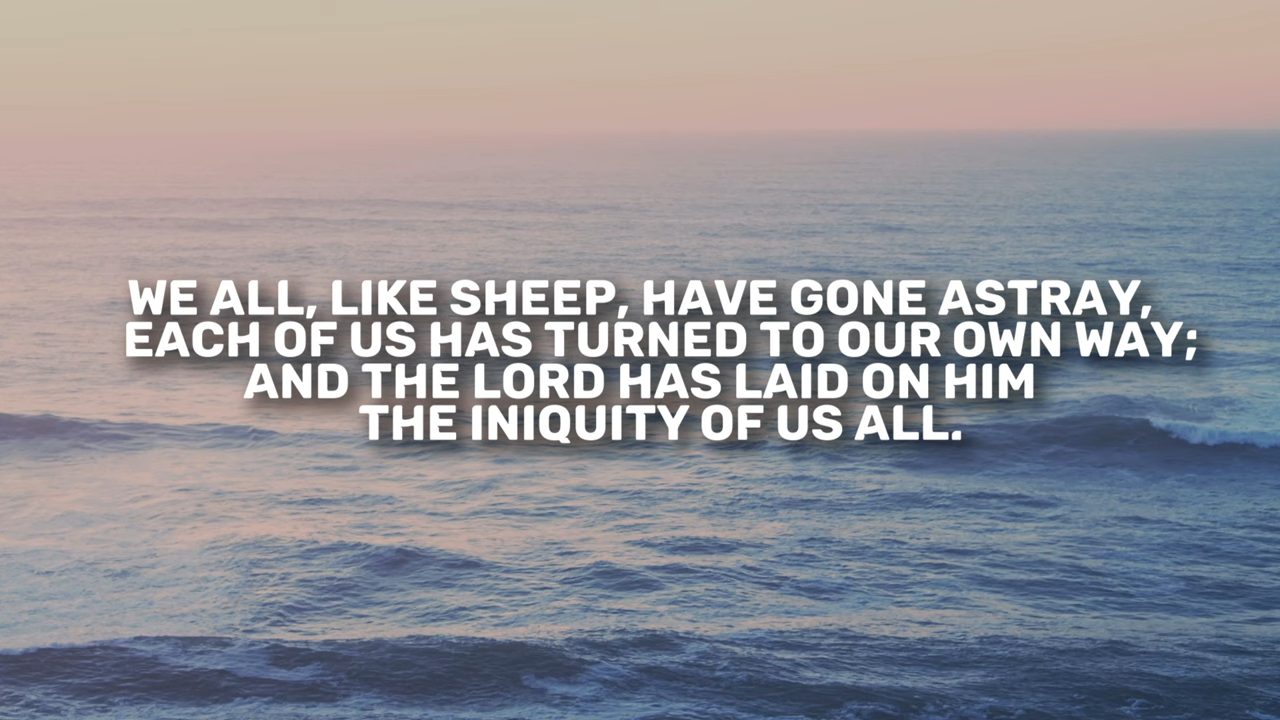 WE ALL, LIKE SHEEP, HAVE GONE ASTRAY,
EACH OF US HAS TURNED TO OUR OWN WAY;
AND THE LORD HAS LAID ON HIM
THE INIQUITY OF US ALL.